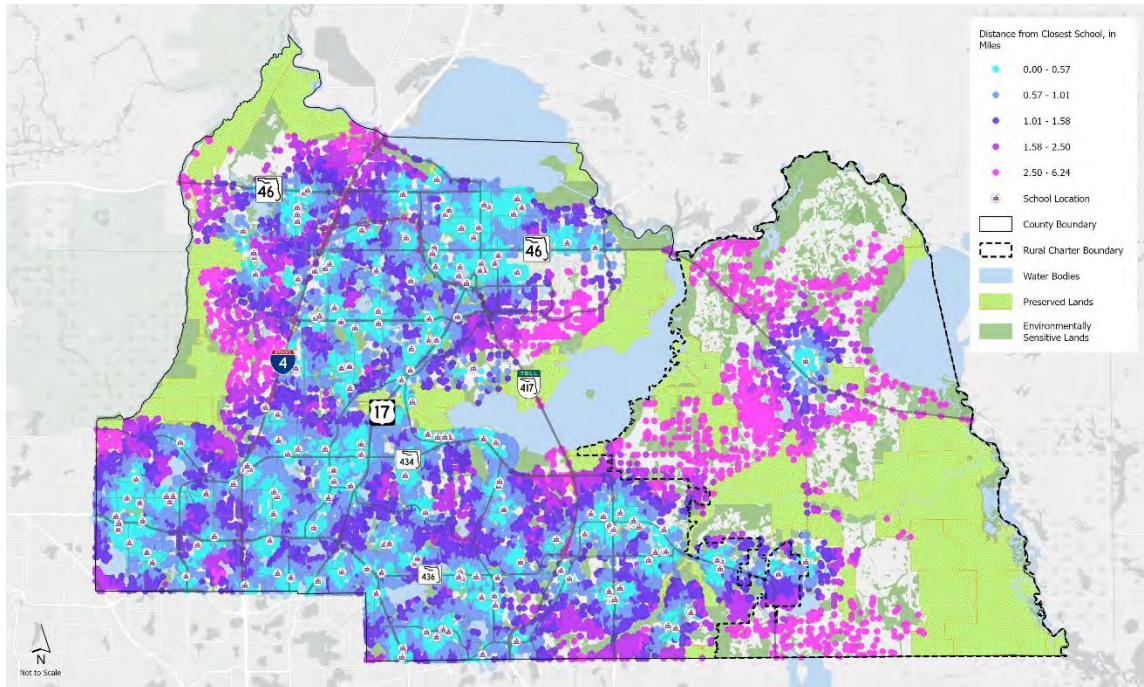 Distance from Closest School, in
Miles
0.00 - 0.57
0.57 - 1.01
1.01 - 1.58
1.58 - 2.50
2.50 - 6.24
School Location
County Boundary
Rural Charter Boundary
Water Bodies
Preserved Lands
Environmentally
Sensitive Lands
46
46
4
TOLL
417
17
434
436
N
Not to Scale